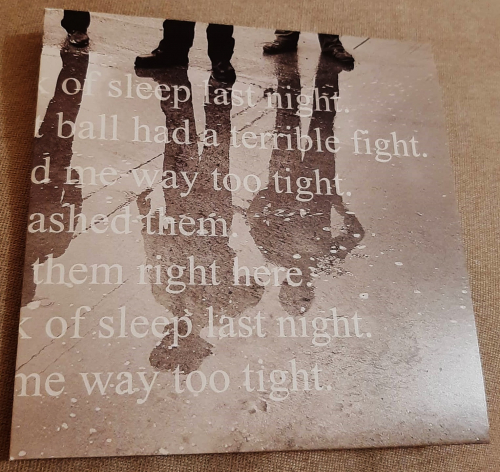 of sleep last night.
ball had a terrible fight.
d me way too tight.
ashed them.
them right here.
of sleep last night.
me way too tight.